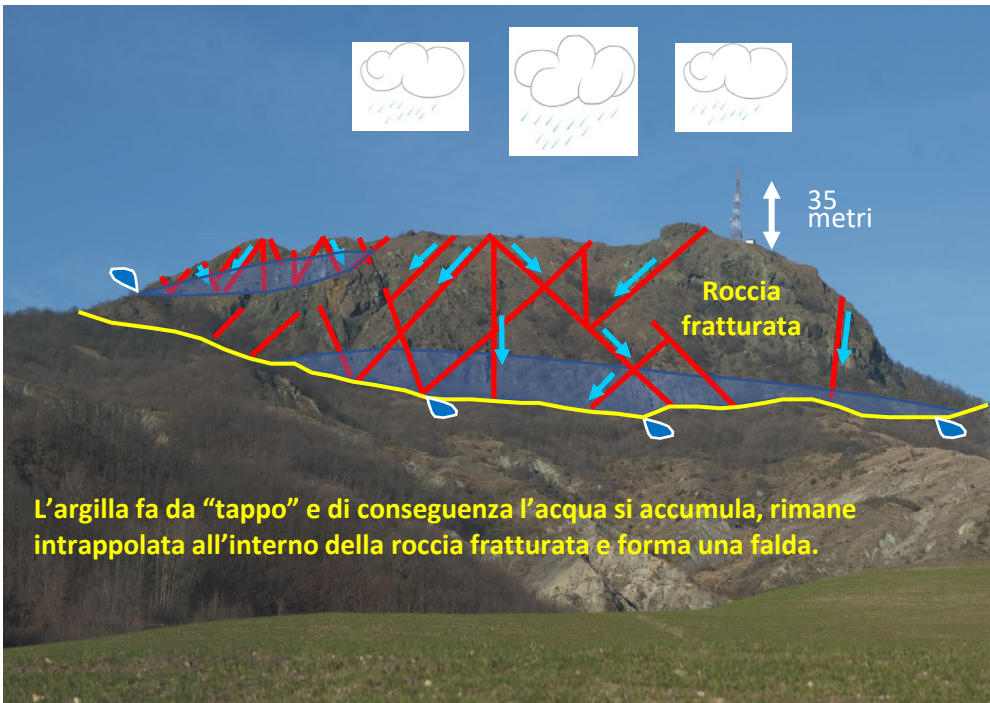 35
metri
Roccia
fratturata
L’argilla fa da “tappo” e di conseguenza l’acqua si accumula, rimane
intrappolata all’interno della roccia fratturata e forma una falda.